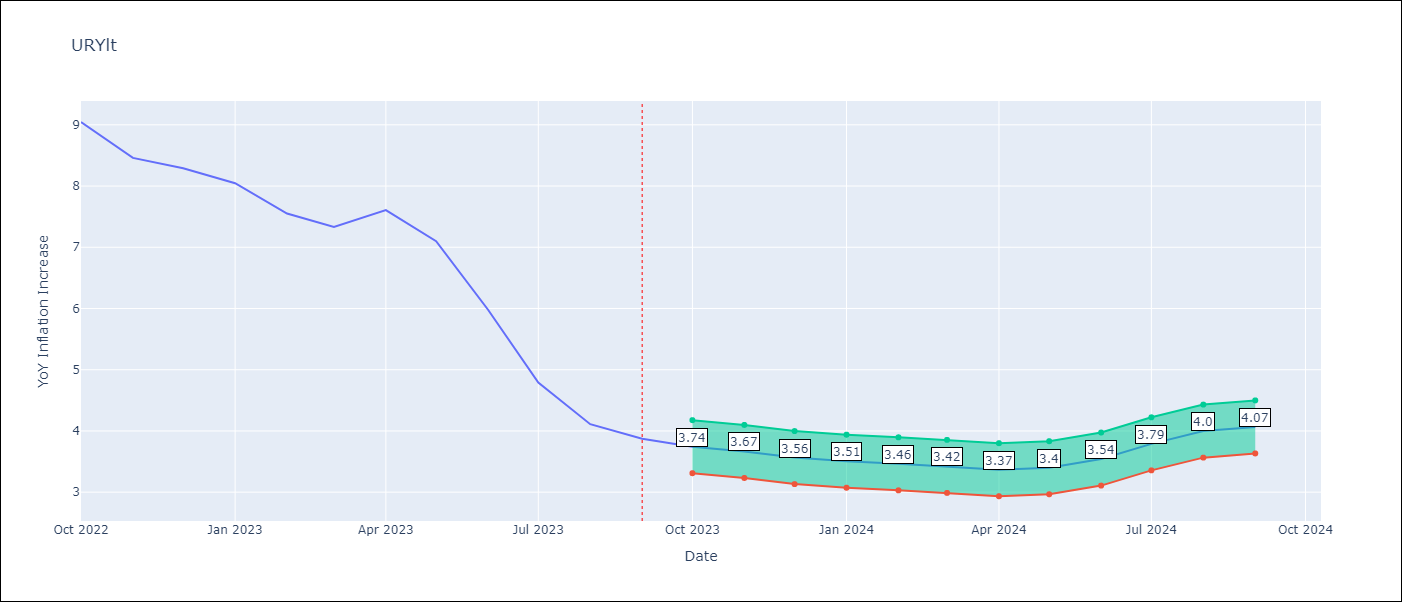 URYlt
YoY Inflation Increase
9
8
7
6
5
4
3
3.74
3.67
3.56
3.51
3.46
3.42
3.37
3.4
3.54
3.79
4.0
4.07
Oct 2022
Jan 2023
Apr 2023
Jul 2023
Oct 2023
Jan 2024
Apr 2024
Jul 2024
Oct 2024
Date